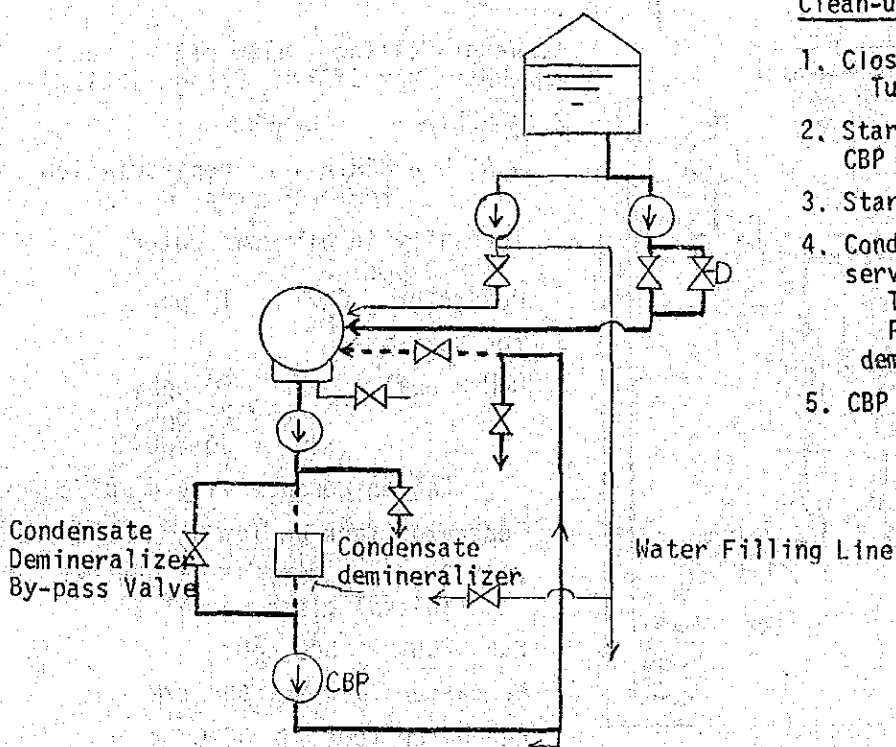 Clean-u
1. Clos
Tu
2. Star
CBP
3. Star
4. Cond
serv
T
P
dem
5. CBP
Condensate
Demineralizer
By-pass Valve
Condensate
demineralizer
Water Filling Line
CBP